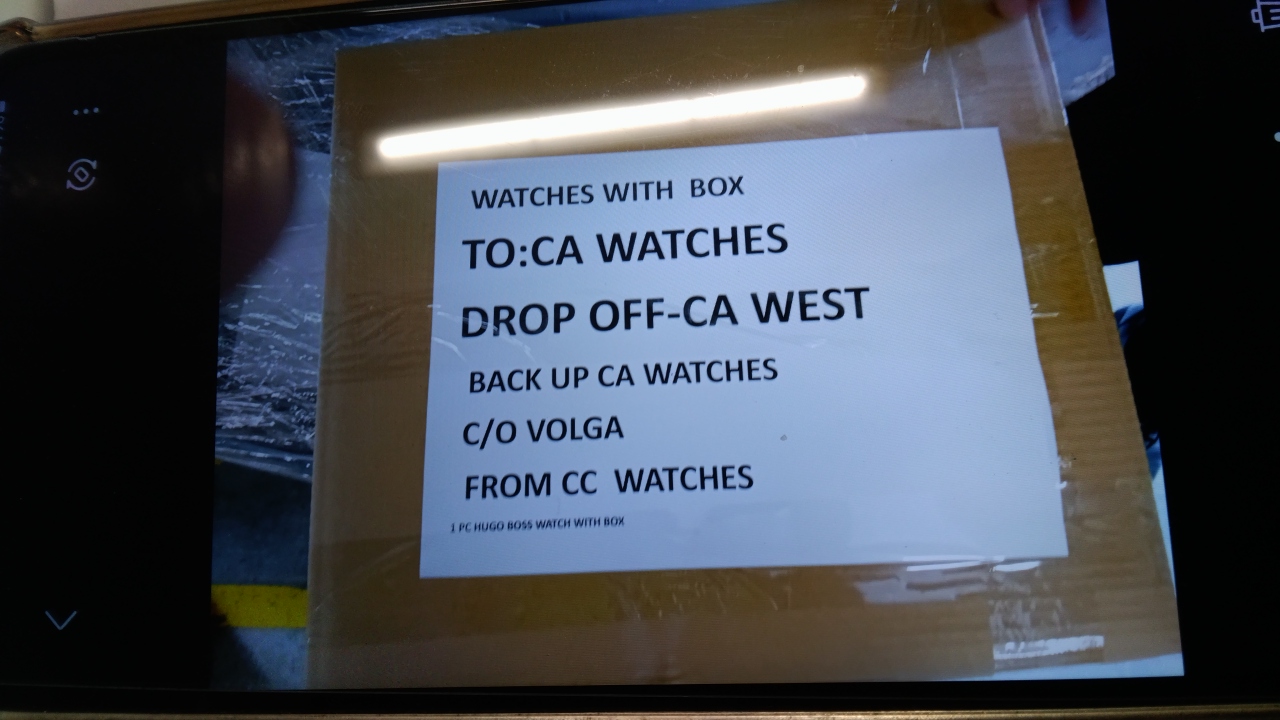 WATCHES WITH BOX
TO:CA WATCHES
DROP OFF-CA WEST
BACK UP CA WATCHES
C/O VOLGA
FROM CC WATCHES
1 PC HUGO BOSS WATCH WITH BOX